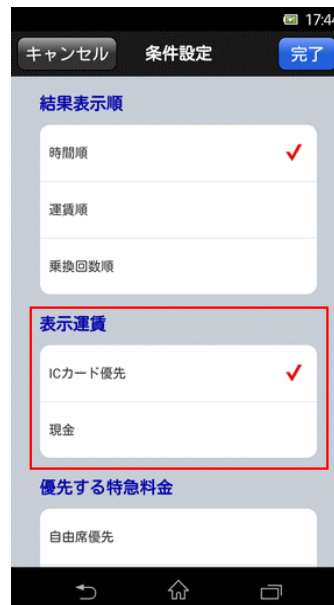 17:44
キャンセル 条件設定 完了
結果表示順
時間順
運賃順
乗換回数順
表示運賃
ICカード優先
現金
優先する特急料金
自由席優先